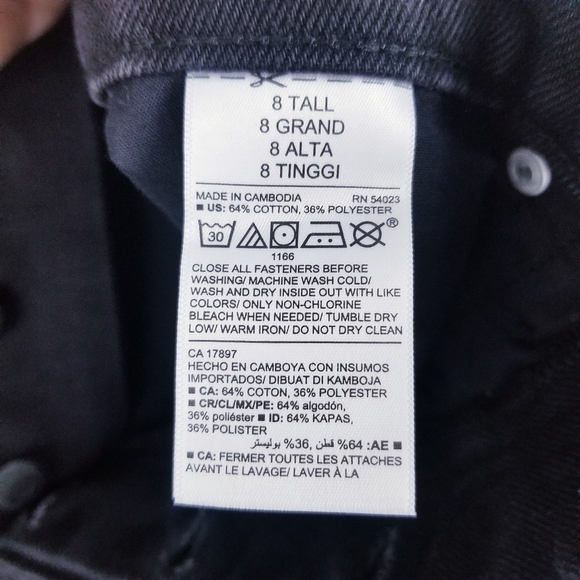 8 TALL
8 GRAND
8 ALTA
8 TINGGI
MADE IN CAMBODIA RN 54023
■ US: 64% COTTON, 36% POLYESTER
30 ®
1166
CLOSE ALL FASTENERS BEFORE
WASHING/ MACHINE WASH COLD/
WASH AND DRY INSIDE OUT WITH LIKE
COLORS/ ONLY NON-CHLORINE
BLEACH WHEN NEEDED/ TUMBLE DRY
LOW/ WARM IRON/ DO NOT DRY CLEAN
CA 17897
HECHO EN CAMBOYA CON INSUMOS
IMPORTADOS/ DIBUAT DI KAMBOJA
■ CA: 64% COTON, 36% POLYESTER
■ CR/CL/MX/PE: 64% algodón,
36% poliéster ■ ID: 64% KAPAS,
36% POLISTER
■ AE: 64% قطن ,36% بوليستر
■ CA: FERMER TOUTES LES ATTACHES
AVANT LE LAVAGE/ LAVER À LA